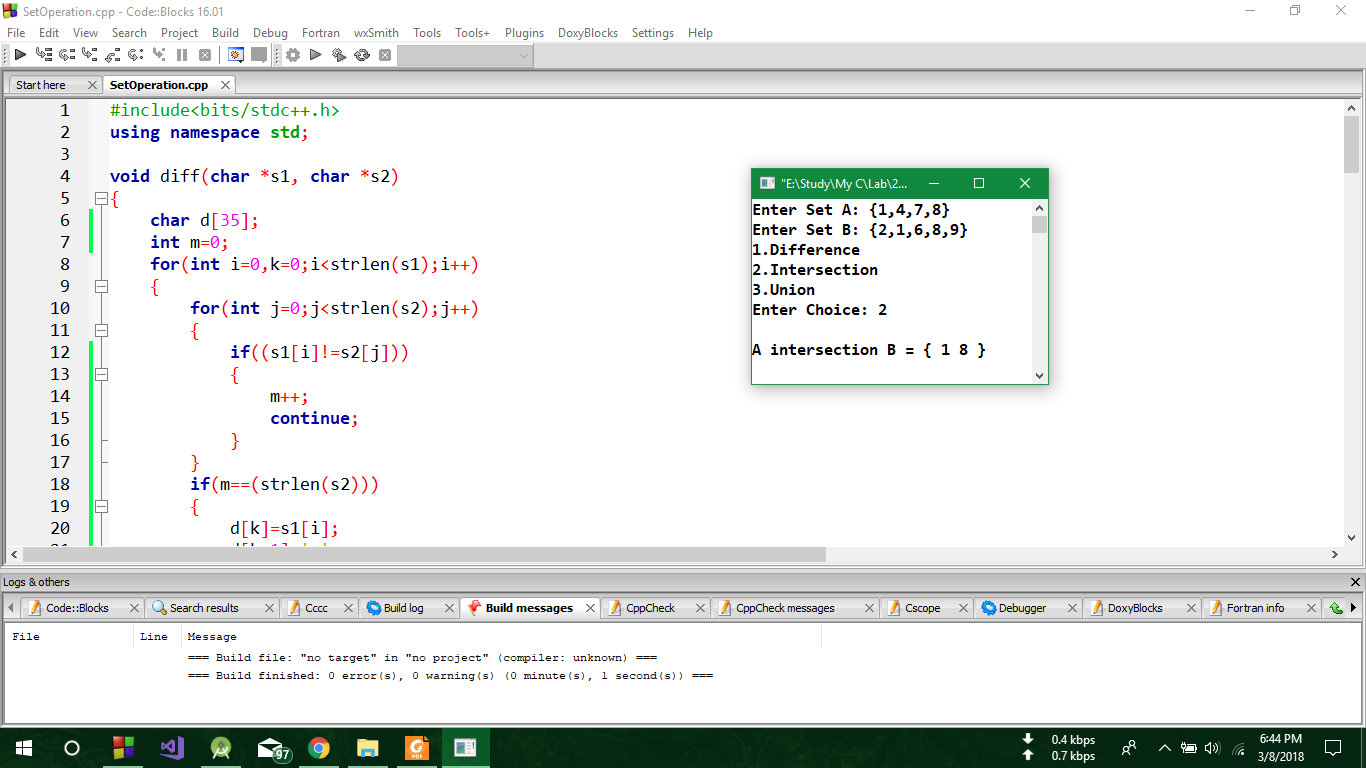 SetOperation.cpp - Code::Blocks 16.01
File Edit View Search Project Build Debug Fortran wxSmith Tools Tools+ Plugins DoxyBlocks Settings Help
Start here SetOperation.cpp
1 #include<bits/stdc++.h>
2 using namespace std;
3
4 void diff(char *s1, char *s2)
5 {
6 char d[35];
7 int m=0;
8 for(int i=0,k=0;i<strlen(s1);i++)
9 {
10 for(int j=0;j<strlen(s2);j++)
11 {
12 if((s1[i]!=s2[j]))
13 {
14 m++;
15 continue;
16 }
17 }
18 if(m==(strlen(s2)))
19 {
20 d[k]=s1[i];
"E:\Study\My C\Lab\2...
Enter Set A: {1,4,7,8}
Enter Set B: {2,1,6,8,9}
1.Difference
2.Intersection
3.Union
Enter Choice: 2
A intersection B = { 1 8 }
Logs & others
Code::Blocks Search results Cccc Build log Build messages CppCheck CppCheck messages Cscope Debugger DoxyBlocks Fortran info
File Line Message
=== Build file: "no target" in "no project" (compiler: unknown) ===
=== Build finished: 0 error(s), 0 warning(s) (0 minute(s), 1 second(s)) ===
97
PDF
0.4 kbps
0.7 kbps
6:44 PM
3/8/2018